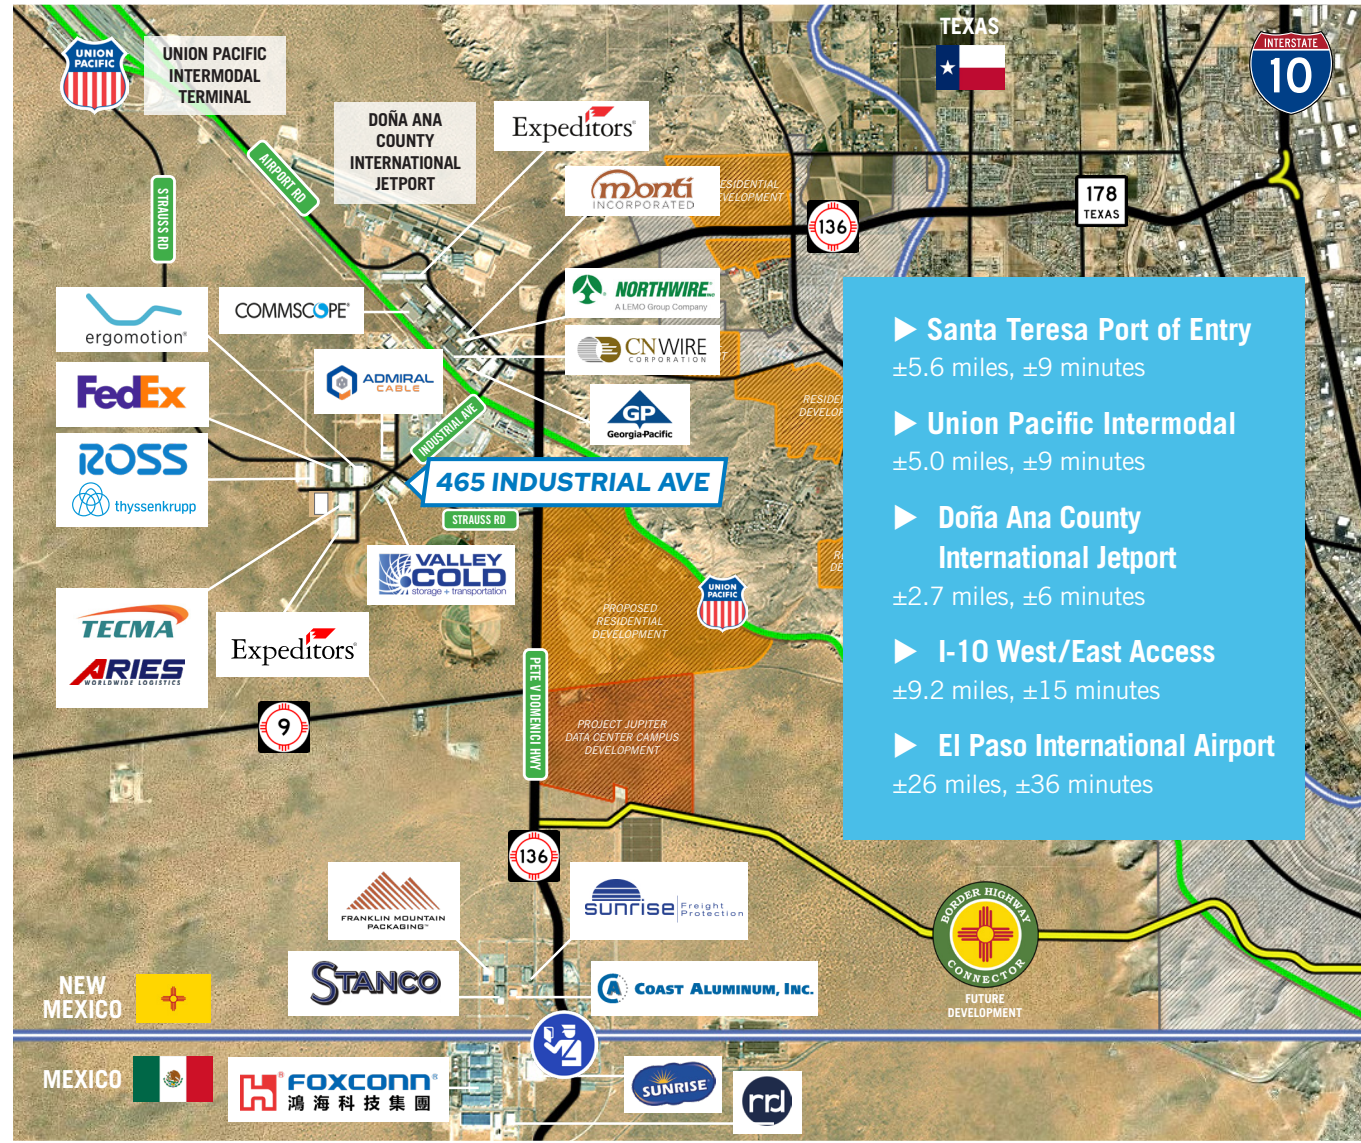 UNION
PACIFIC
UNION PACIFIC
INTERMODAL
TERMINAL
TEXAS
INTERSTATE
10
DOÑA ANA
COUNTY
INTERNATIONAL
JETPORT
Expeditors®
AIRPORT RD
STRAUSS RD
monti
INCORPORATED
RESIDENTIAL
DEVELOPMENT
136
178
TEXAS
ergomotion®
COMMSCOPE®
NORTHWIRE INC
A LEMO Group Company
CNWIRE
CORPORATION
FedEx
ADMIRAL
CABLE
GP
Georgia-Pacific
INDUSTRIAL AVE
ROSS
thyssenkrupp
465 INDUSTRIAL AVE
STRAUSS RD
VALLEY
COLD
storage + transportation
UNION
PACIFIC
PROPOSED
RESIDENTIAL
DEVELOPMENT
TECMA
ARIES
WORLDWIDE LOGISTICS
Expeditors®
PETE V DOMENICI HWY
9
PROJECT JUPITER
DATA CENTER CAMPUS
DEVELOPMENT
▶ Santa Teresa Port of Entry
±5.6 miles, ±9 minutes
▶ Union Pacific Intermodal
±5.0 miles, ±9 minutes
▶ Doña Ana County
International Jetport
±2.7 miles, ±6 minutes
▶ I-10 West/East Access
±9.2 miles, ±15 minutes
▶ El Paso International Airport
±26 miles, ±36 minutes
136
FRANKLIN MOUNTAIN
PACKAGING™
sunrise Freight
Protection
STANCO
CA COAST ALUMINUM, INC.
BORDER HIGHWAY
CONNECTOR
FUTURE
DEVELOPMENT
NEW
MEXICO
MEXICO
FOXCONN®
鴻海科技集團
SUNRISE
rrd